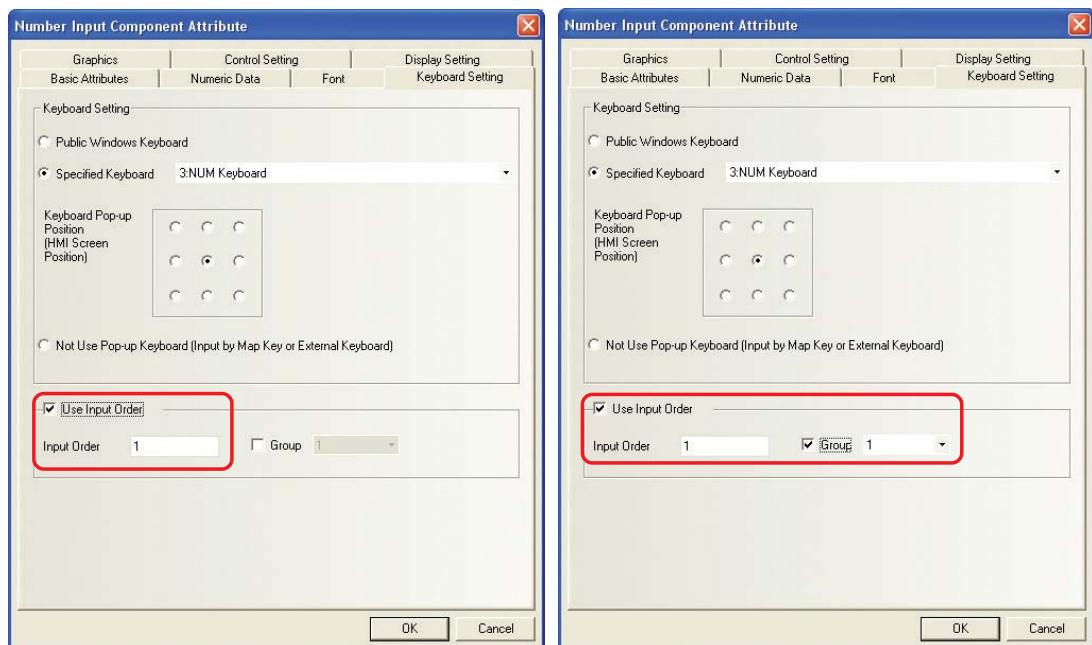 Number Input Component Attribute
Graphics Control Setting Display Setting
Basic Attributes Numeric Data Font Keyboard Setting
Keyboard Setting
Public Windows Keyboard
Specified Keyboard 3:NUM Keyboard
Keyboard Pop-up
Position
(HMI Screen
Position)
Not Use Pop-up Keyboard (Input by Map Key or External Keyboard)
Use Input Order
Input Order 1 Group 1
OK Cancel
Number Input Component Attribute
Graphics Control Setting Display Setting
Basic Attributes Numeric Data Font Keyboard Setting
Keyboard Setting
Public Windows Keyboard
Specified Keyboard 3:NUM Keyboard
Keyboard Pop-up
Position
(HMI Screen
Position)
Not Use Pop-up Keyboard (Input by Map Key or External Keyboard)
Use Input Order
Input Order 1 Group 1
OK Cancel